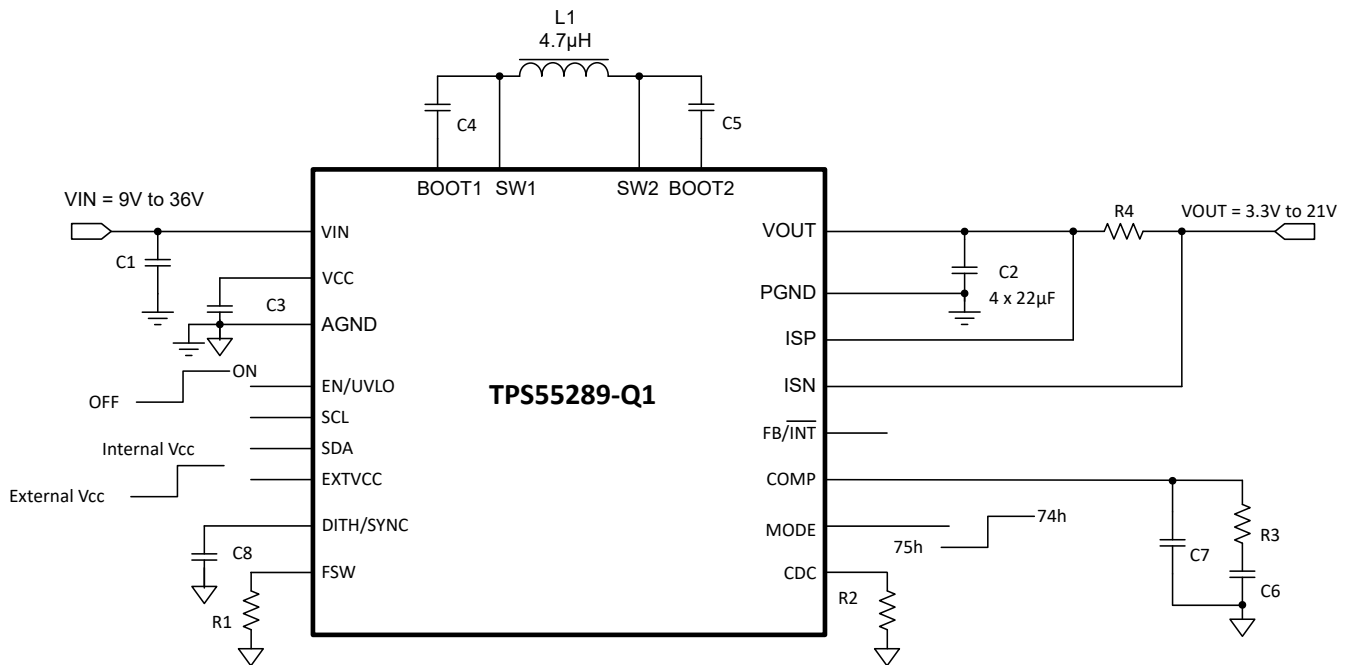 L1
4.7µH
C4
C5
BOOT1 SW1 SW2 BOOT2
VIN = 9V to 36V
C1
C3
VIN
VCC
AGND
OFF
ON
EN/UVLO
SCL
SDA
Internal Vcc
External Vcc
EXTVCC
DITH/SYNC
C8
FSW
R1
TPS55289-Q1
VOUT
PGND
ISP
ISN
FB/INT
COMP
MODE
CDC
R4
VOUT = 3.3V to 21V
C2
4 x 22µF
75h
74h
R2
C7
R3
C6